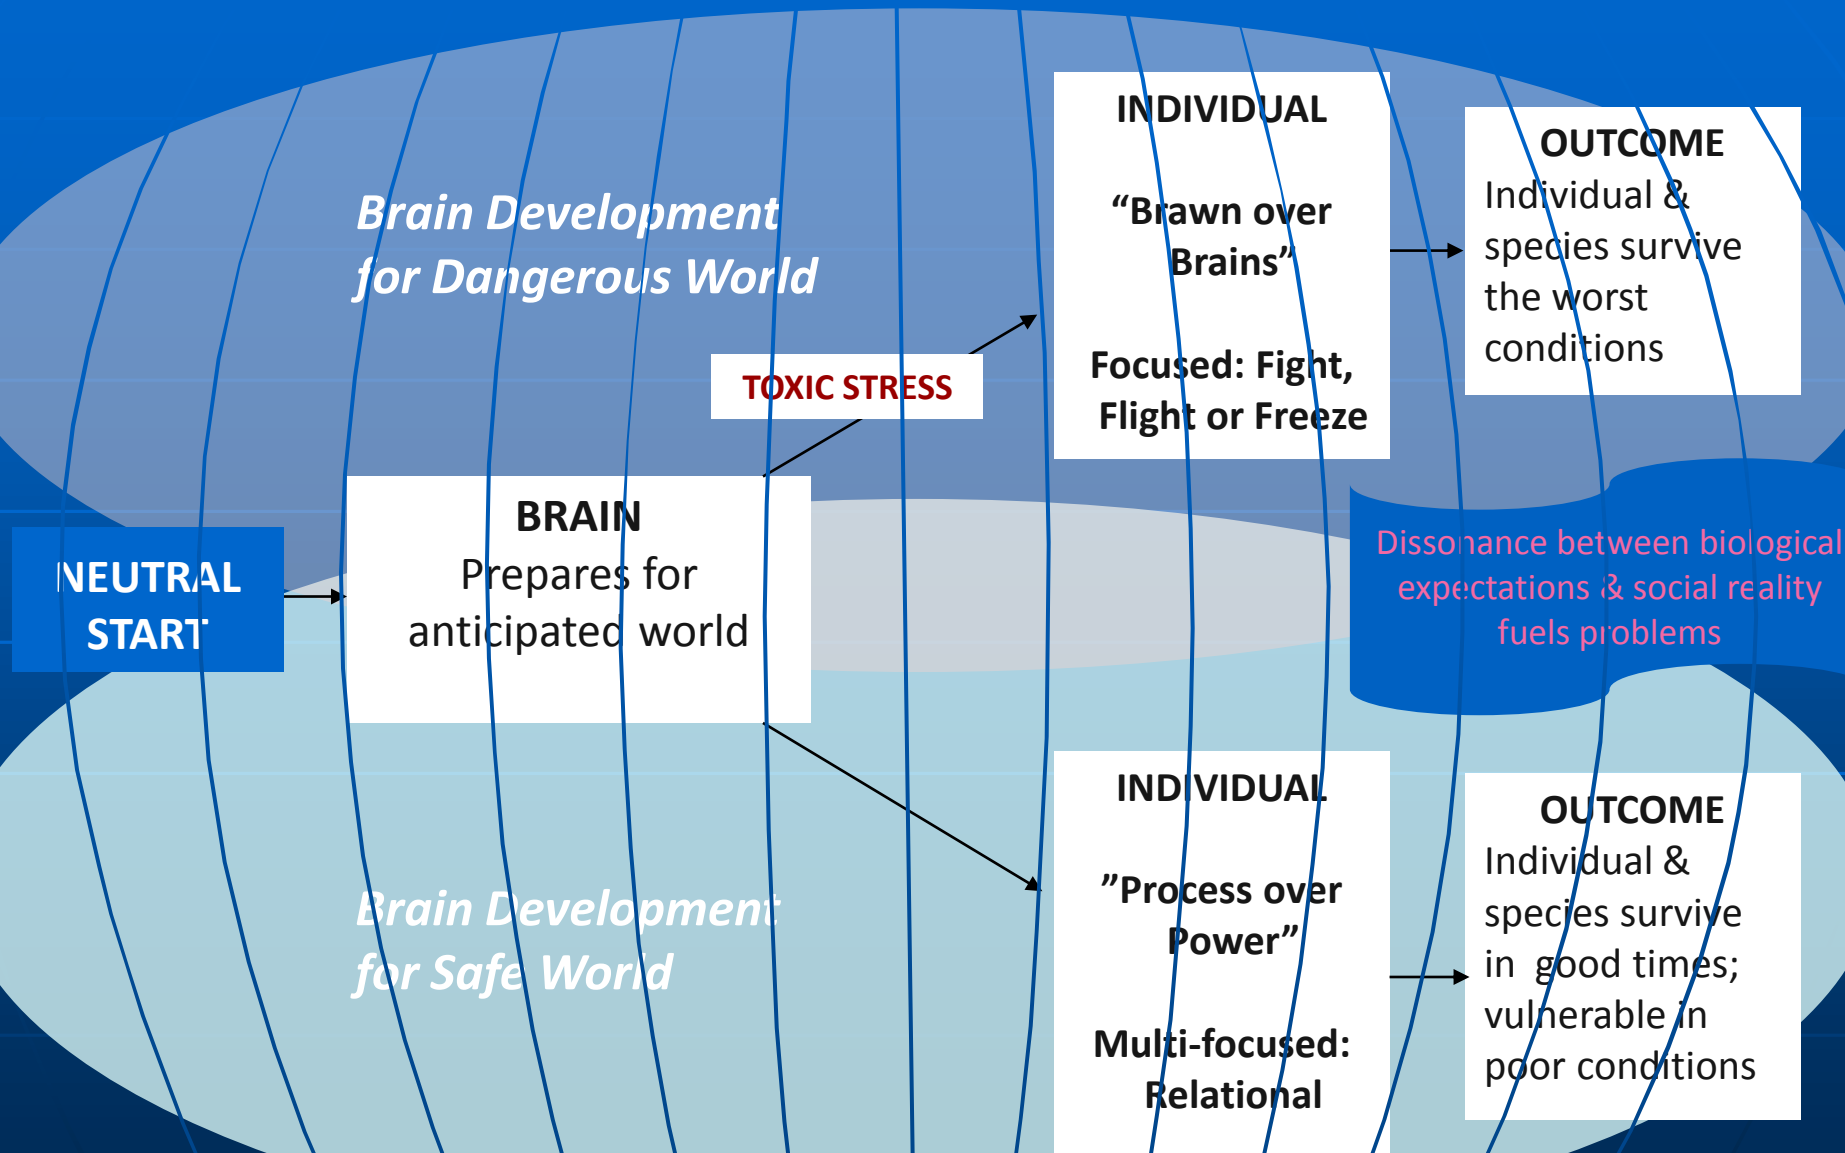 Brain Development
for Dangerous World
TOXIC STRESS
INDIVIDUAL
“Brawn over
Brains”
Focused: Fight,
Flight or Freeze
OUTCOME
Individual &
species survive
the worst
conditions
NEUTRAL
START
BRAIN
Prepares for
anticipated world
Dissonance between biological
expectations & social reality
fuels problems
Brain Development
for Safe World
INDIVIDUAL
”Process over
Power”
Multi-focused:
Relational
OUTCOME
Individual &
species survive
in  good times;
vulnerable in
poor conditions